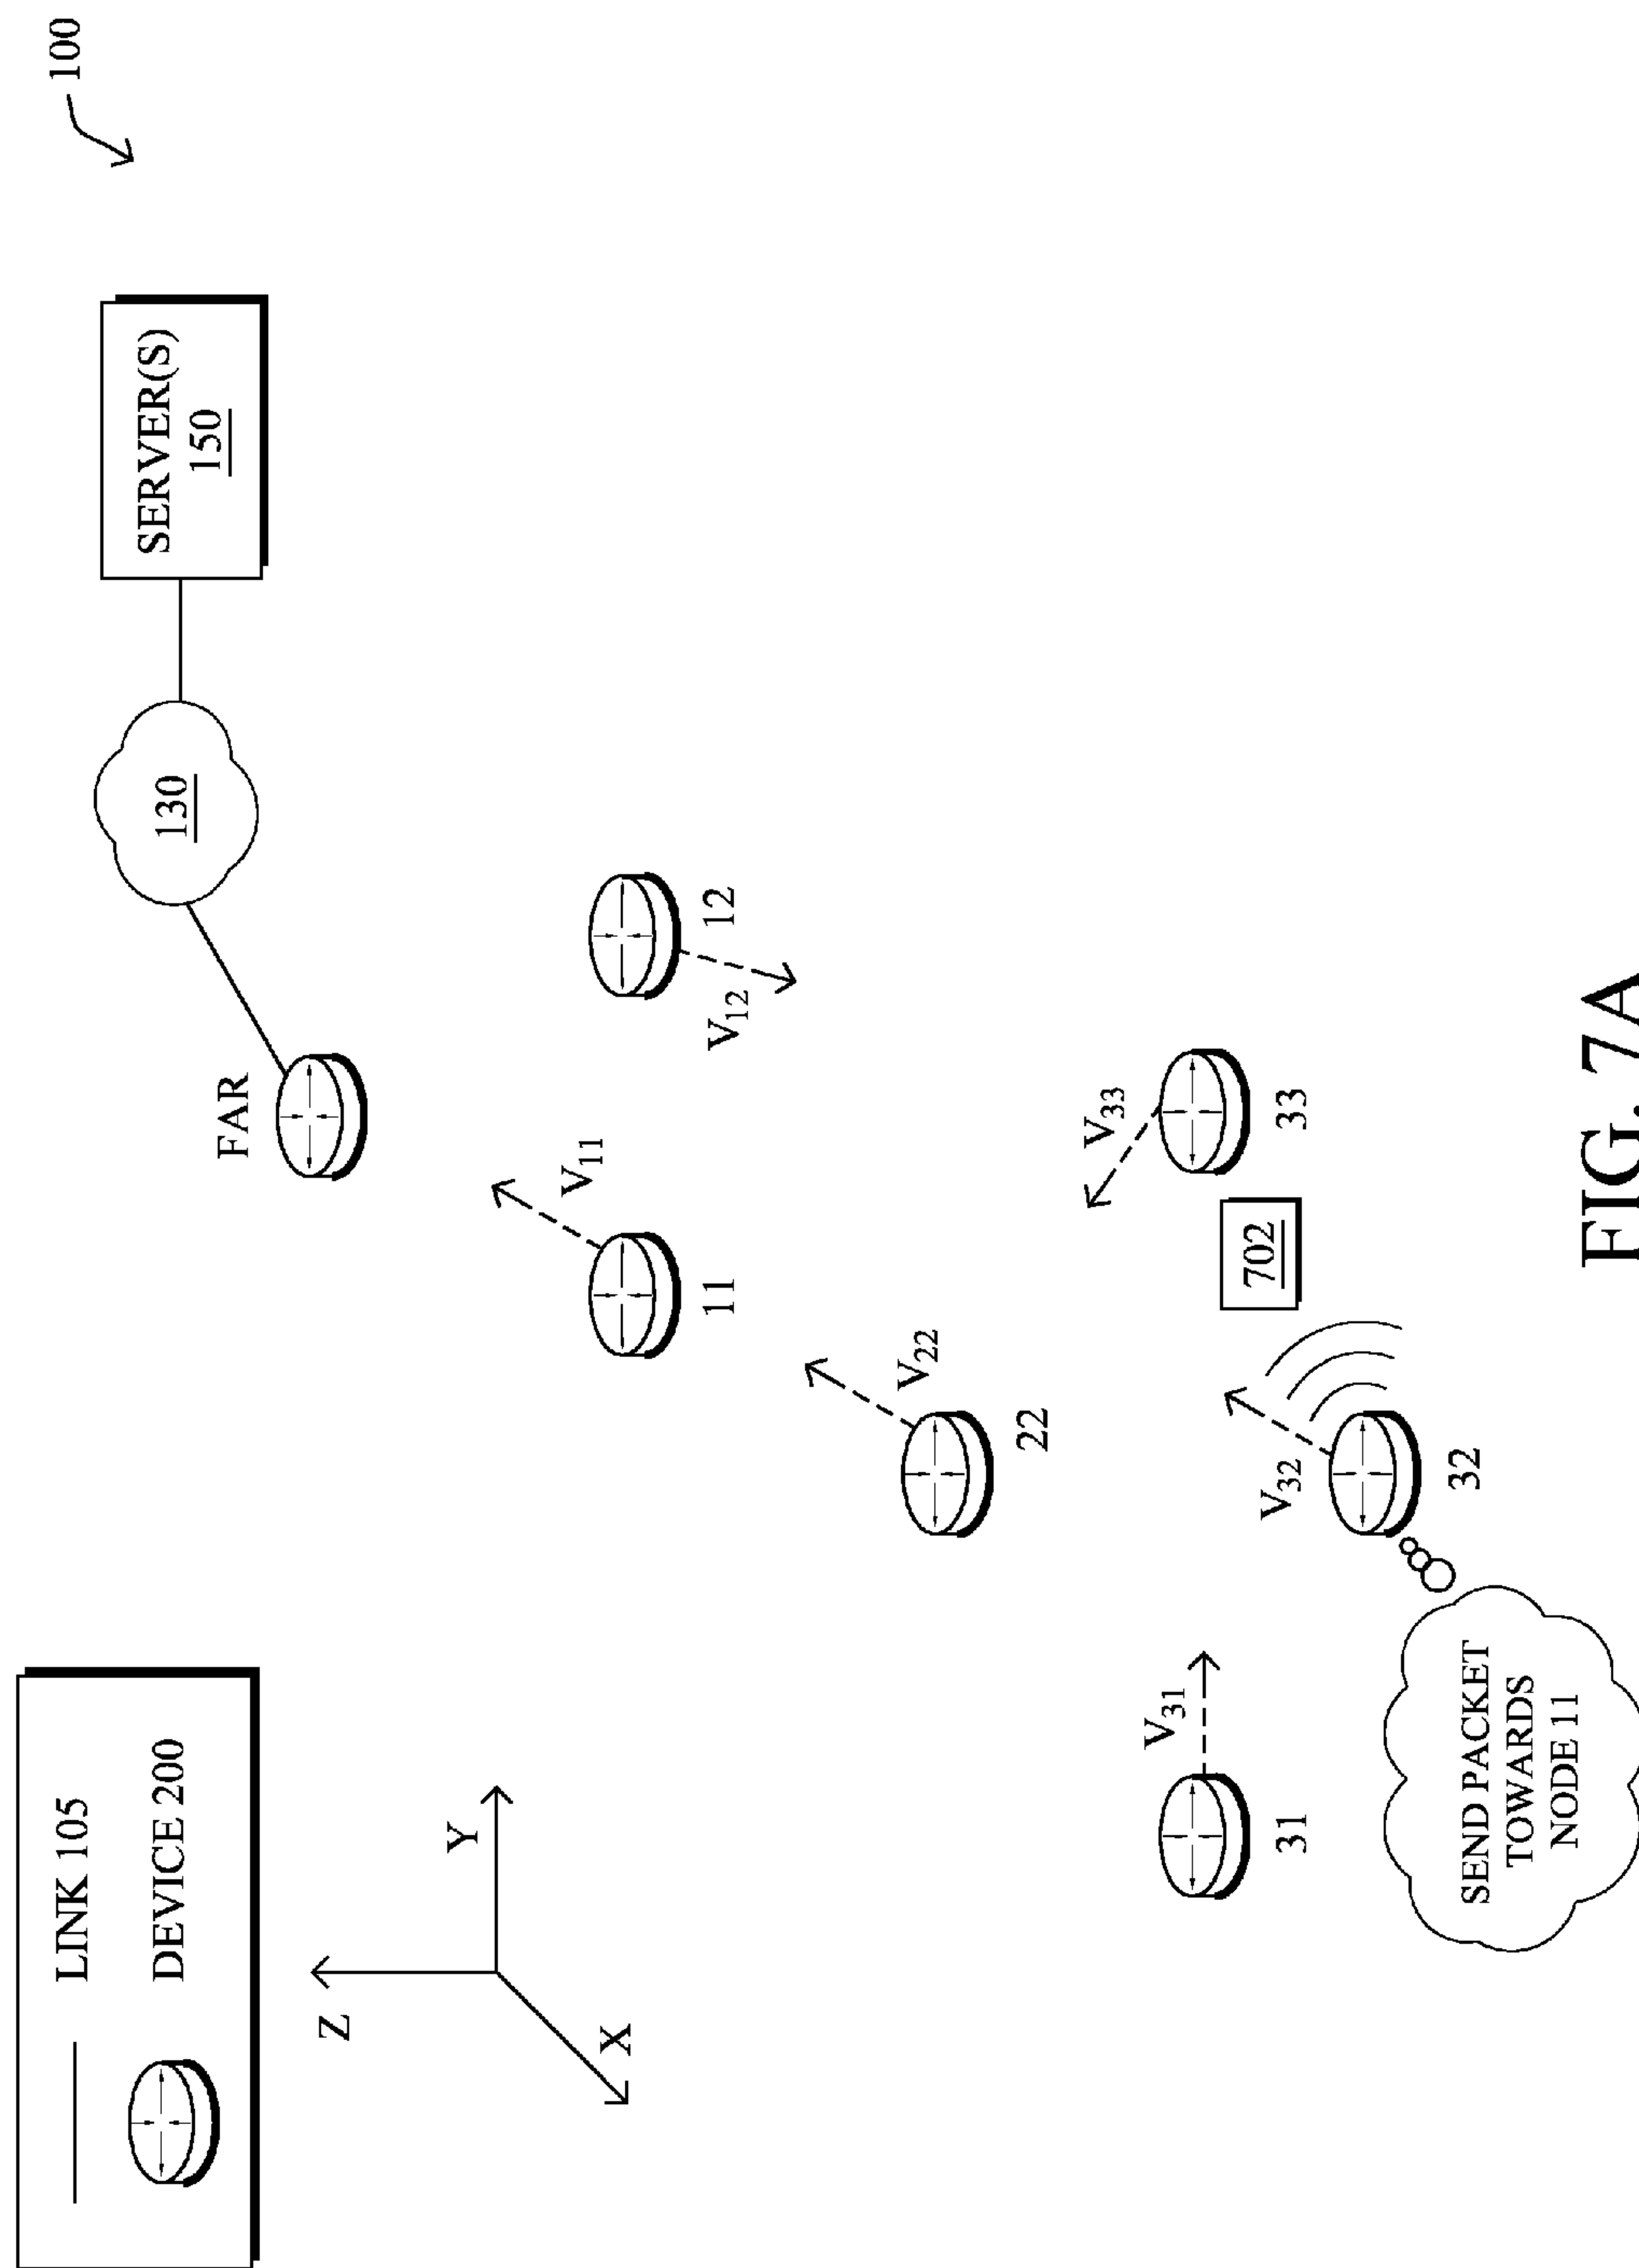 100
LINK 105
DEVICE 200
SERVER(S)
150
130
FAR
Z
Y
X
V11
11
12
V12
V22
22
V33
33
702
V31
31
V32
32
SEND PACKET
TOWARDS
NODE 11
FIG. 7A